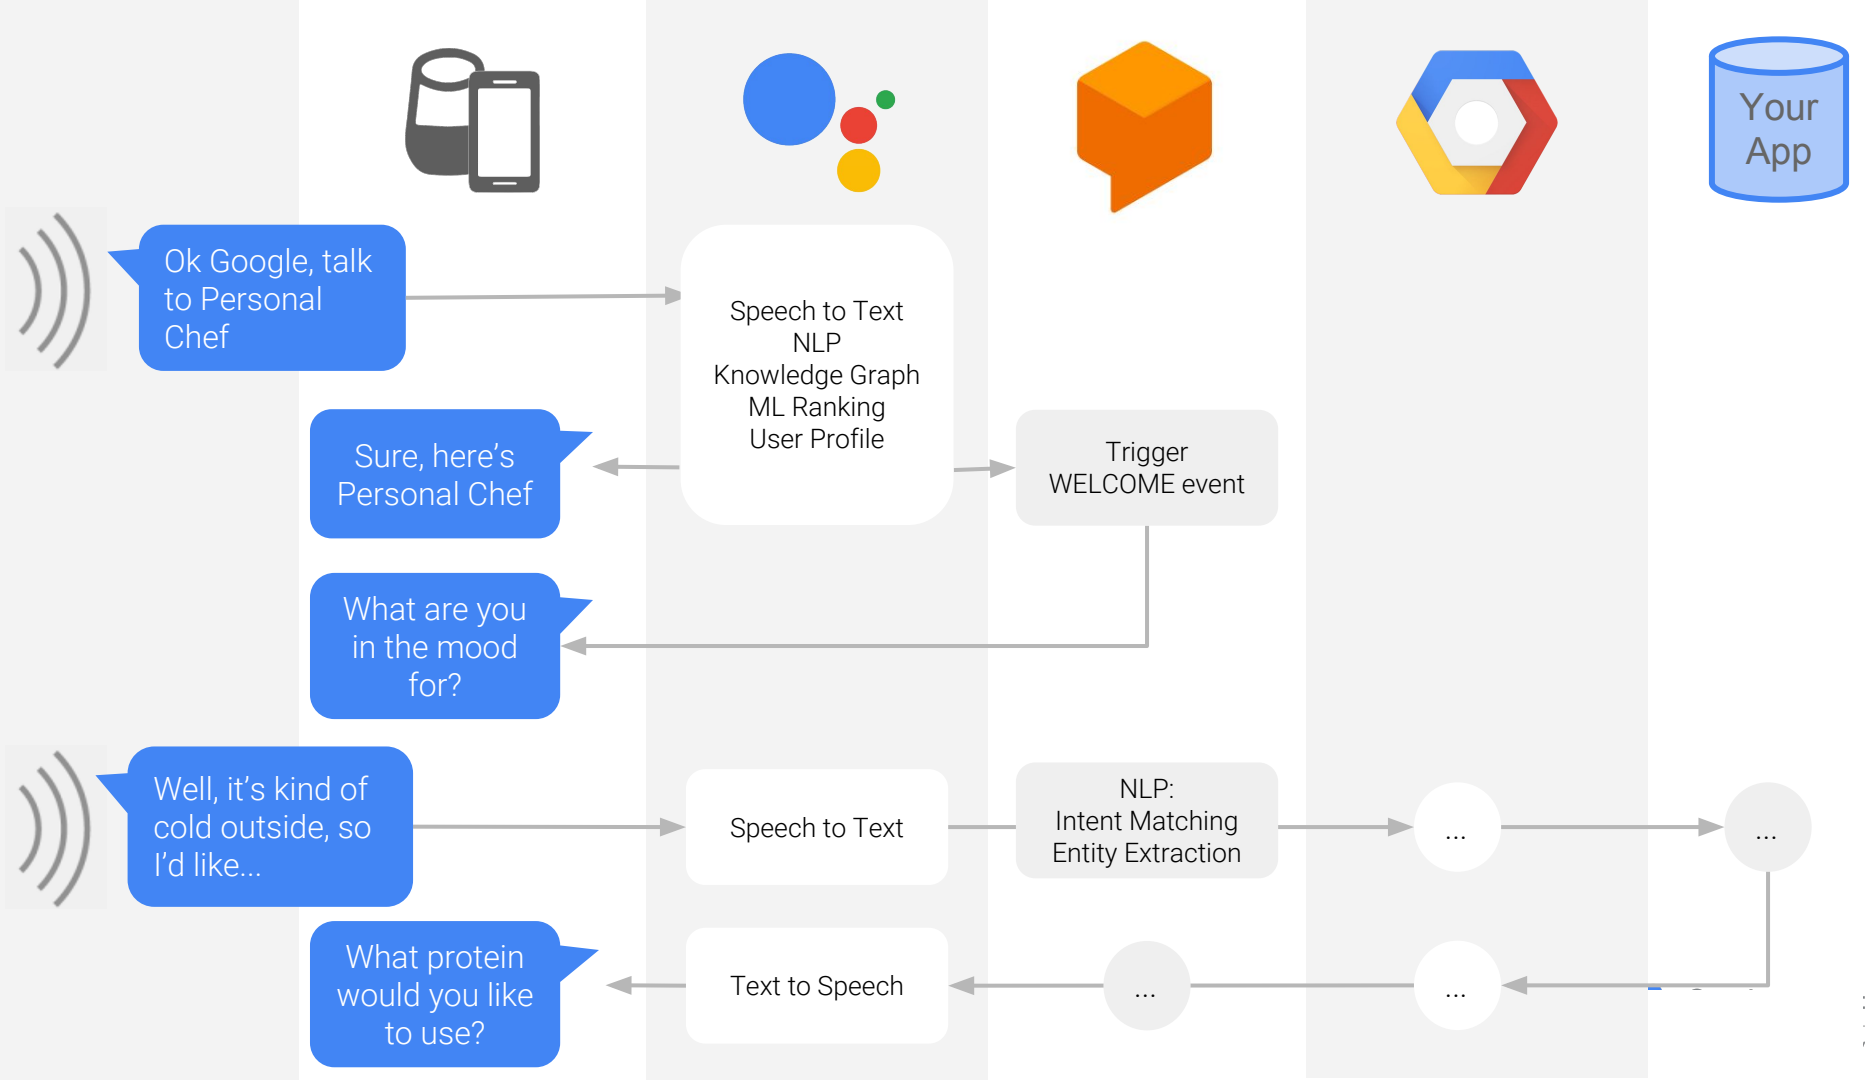 Your
App
Ok Google, talk
to Personal
Chef
Speech to Text
NLP
Knowledge Graph
ML Ranking
User Profile
Sure, here's
Personal Chef
Trigger
WELCOME event
What are you
in the mood
for?
Well, it's kind of
cold outside, so
I'd like...
Speech to Text
NLP:
Intent Matching
Entity Extraction
...
...
What protein
would you like
to use?
Text to Speech
...
...